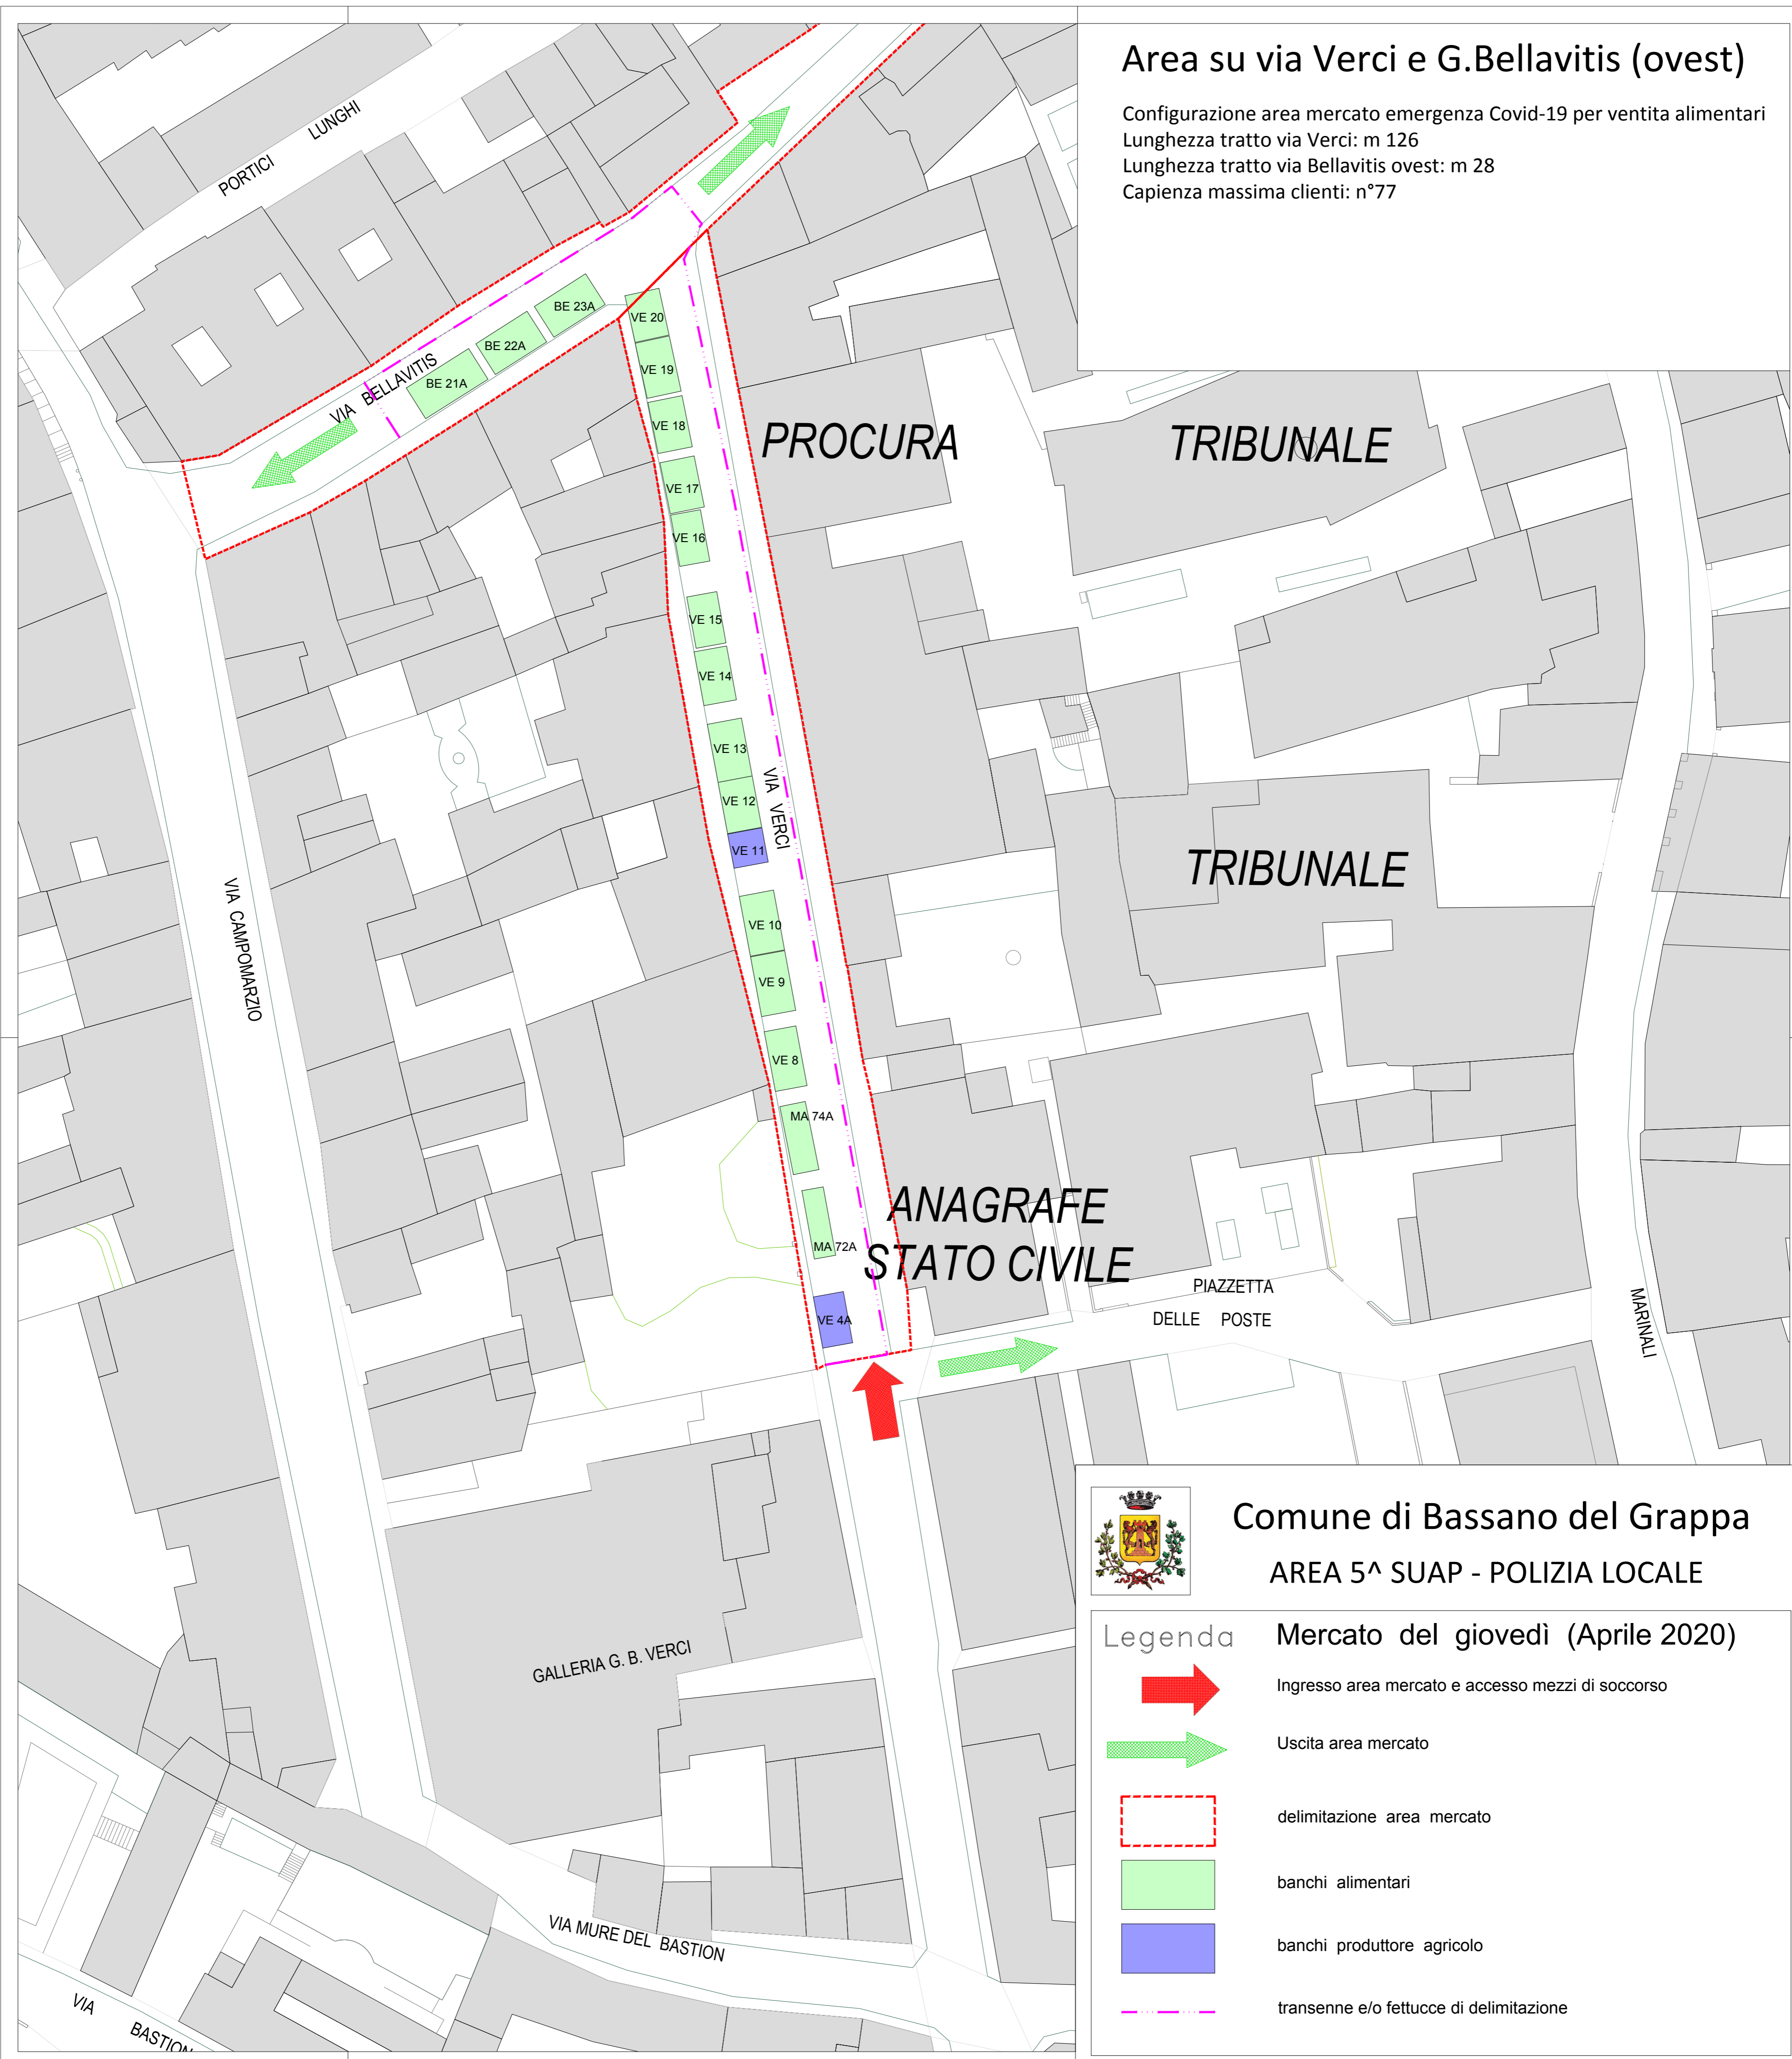 Area su via Verci e G.Bellavitis (ovest)
Configurazione area mercato emergenza Covid-19 per ventita alimentari
Lunghezza tratto via Verci: m 126
Lunghezza tratto via Bellavitis ovest: m 28
Capienza massima clienti: n°77
PORTICI LUNGHI
BE 23A
BE 22A
BE 21A
VIA BELLAVITIS
VE 20
VE 19
VE 18
VE 17
VE 16
VE 15
VE 14
VE 13
VE 12
VE 11
VE 10
VE 9
VE 8
MA 74A
MA 72A
VE 4A
VIA VERCI
PROCURA
TRIBUNALE
TRIBUNALE
VIA CAMPOMARZIO
ANAGRAFE
STATO CIVILE
PIAZZETTA
DELLE POSTE
MARINALI
GALLERIA G. B. VERCI
VIA MURE DEL BASTION
VIA BASTION
Comune di Bassano del Grappa
AREA 5^ SUAP - POLIZIA LOCALE
Legenda
Mercato del giovedì (Aprile 2020)
Ingresso area mercato e accesso mezzi di soccorso
Uscita area mercato
delimitazione area mercato
banchi alimentari
banchi produttore agricolo
transenne e/o fettucce di delimitazione